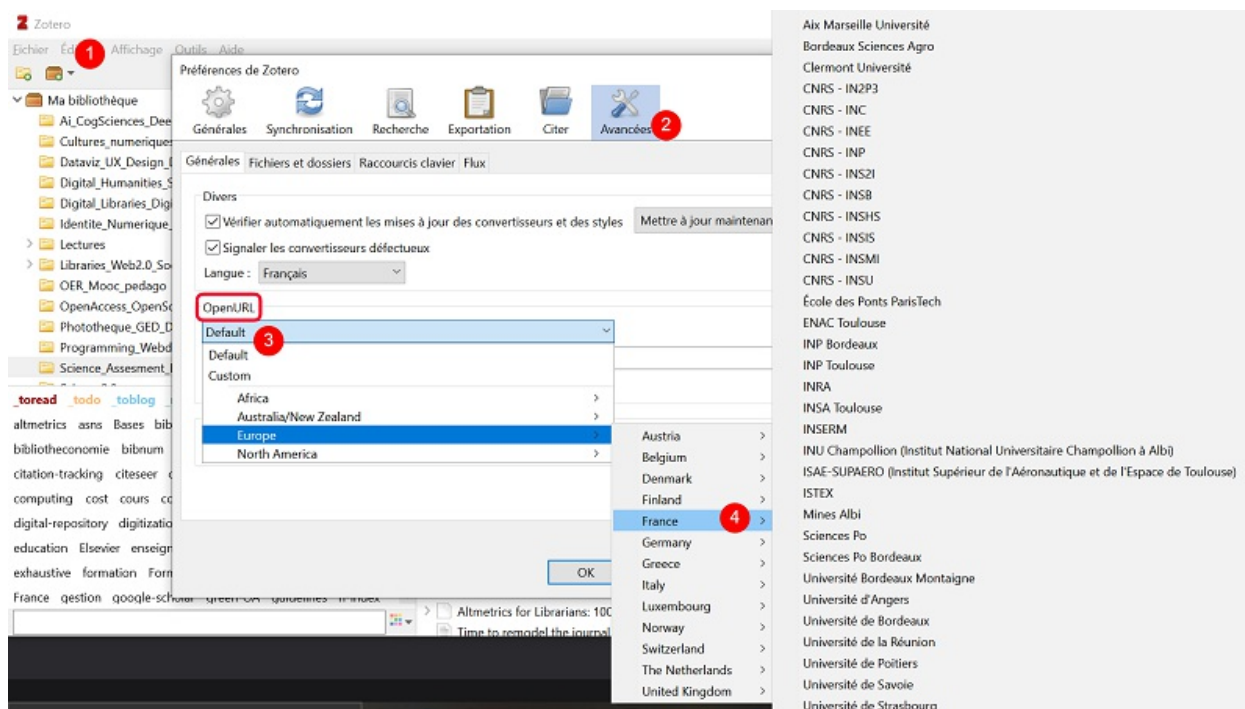 Zotero
Fichier Éd 1 Affichage Outils Aide
Ma bibliothèque
Ai_CogSciences_Dee
Cultures_numerique
Dataviz_UX_Design_
Digital_Humanities_S
Digital_Libraries_Digi
Identite_Numerique_
Lectures
Libraries_Web2.0_So
OER_Mooc_pedago
OpenAccess_OpenSc
Phototheque_GED_D
Programming_Webd
Science_Assesment_
_toread _todo _toblog
altmetrics asns Bases bib
bibliotheconomie bibnum
citation-tracking citeseer
computing cost cours co
digital-repository digitizatio
education Elsevier enseign
exhaustive formation Form
France gestion google-scholar green-OA guidelines h-index
Préférences de Zotero
Générales Synchronisation Recherche Exportation Citer Avancées 2
Générales Fichiers et dossiers Raccourcis clavier Flux
Divers
Vérifier automatiquement les mises à jour des convertisseurs et des styles Mettre à jour maintenan
Signaler les convertisseurs défectueux
Langue : Français
OpenURL
Default 3
Default
Custom
Africa
Australia/New Zealand
Europe
North America
OK
Altmetrics for Librarians: 100
Time to remodel the journal
Austria
Belgium
Denmark
Finland
France 4
Germany
Greece
Italy
Luxembourg
Norway
Switzerland
The Netherlands
United Kingdom
Aix Marseille Université
Bordeaux Sciences Agro
Clermont Université
CNRS - IN2P3
CNRS - INC
CNRS - INEE
CNRS - INP
CNRS - INS2I
CNRS - INSB
CNRS - INSHS
CNRS - INSIS
CNRS - INSMI
CNRS - INSU
École des Ponts ParisTech
ENAC Toulouse
INP Bordeaux
INP Toulouse
INRA
INSA Toulouse
INSERM
INU Champollion (Institut National Universitaire Champollion à Albi)
ISAE-SUPAERO (Institut Supérieur de l'Aéronautique et de l'Espace de Toulouse)
ISTEX
Mines Albi
Sciences Po
Sciences Po Bordeaux
Université Bordeaux Montaigne
Université d'Angers
Université de Bordeaux
Université de la Réunion
Université de Poitiers
Université de Savoie
Université de Strasbourg